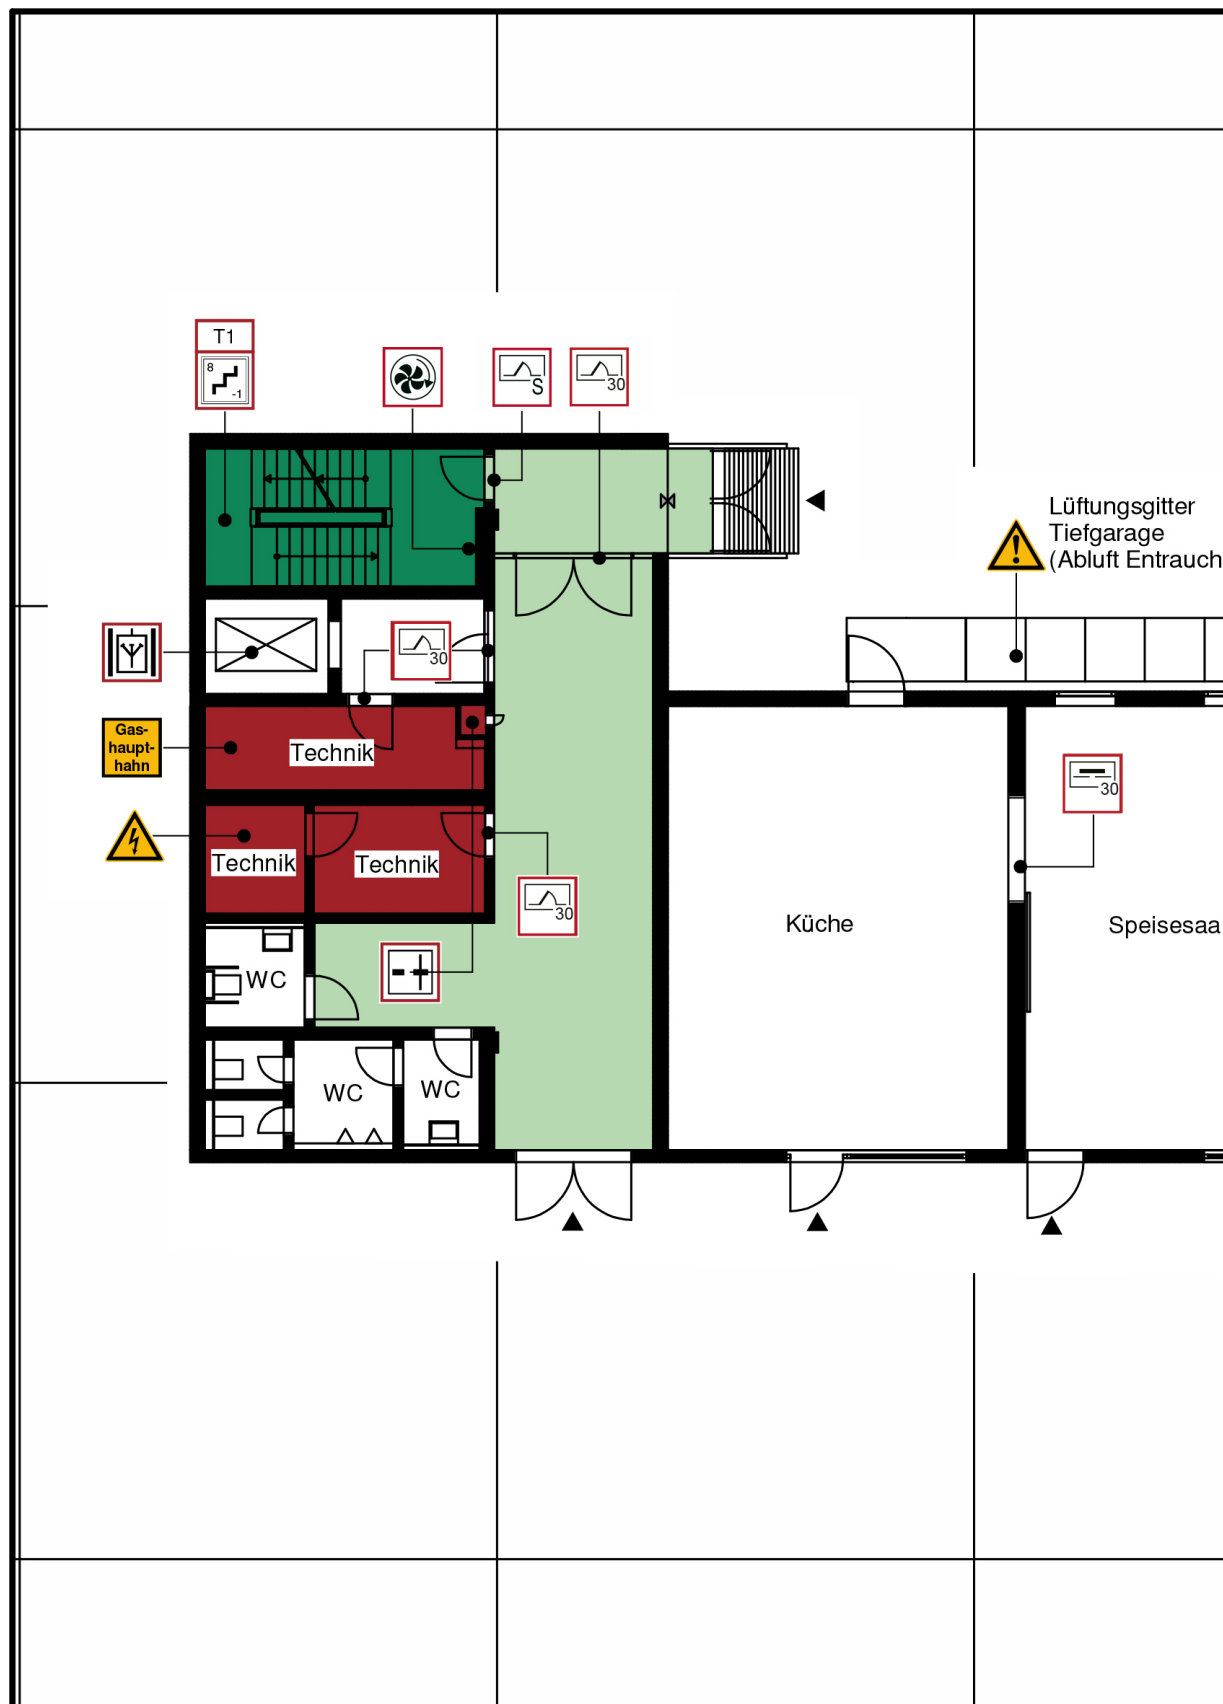 T1
8
-1
S
30
Lüftungsgitter
Tiefgarage
(Abluft Entrauch
30
Gas-
haupt-
hahn
Technik
30
Technik
Technik
30
Küche
Speisesaa
WC
WC
WC